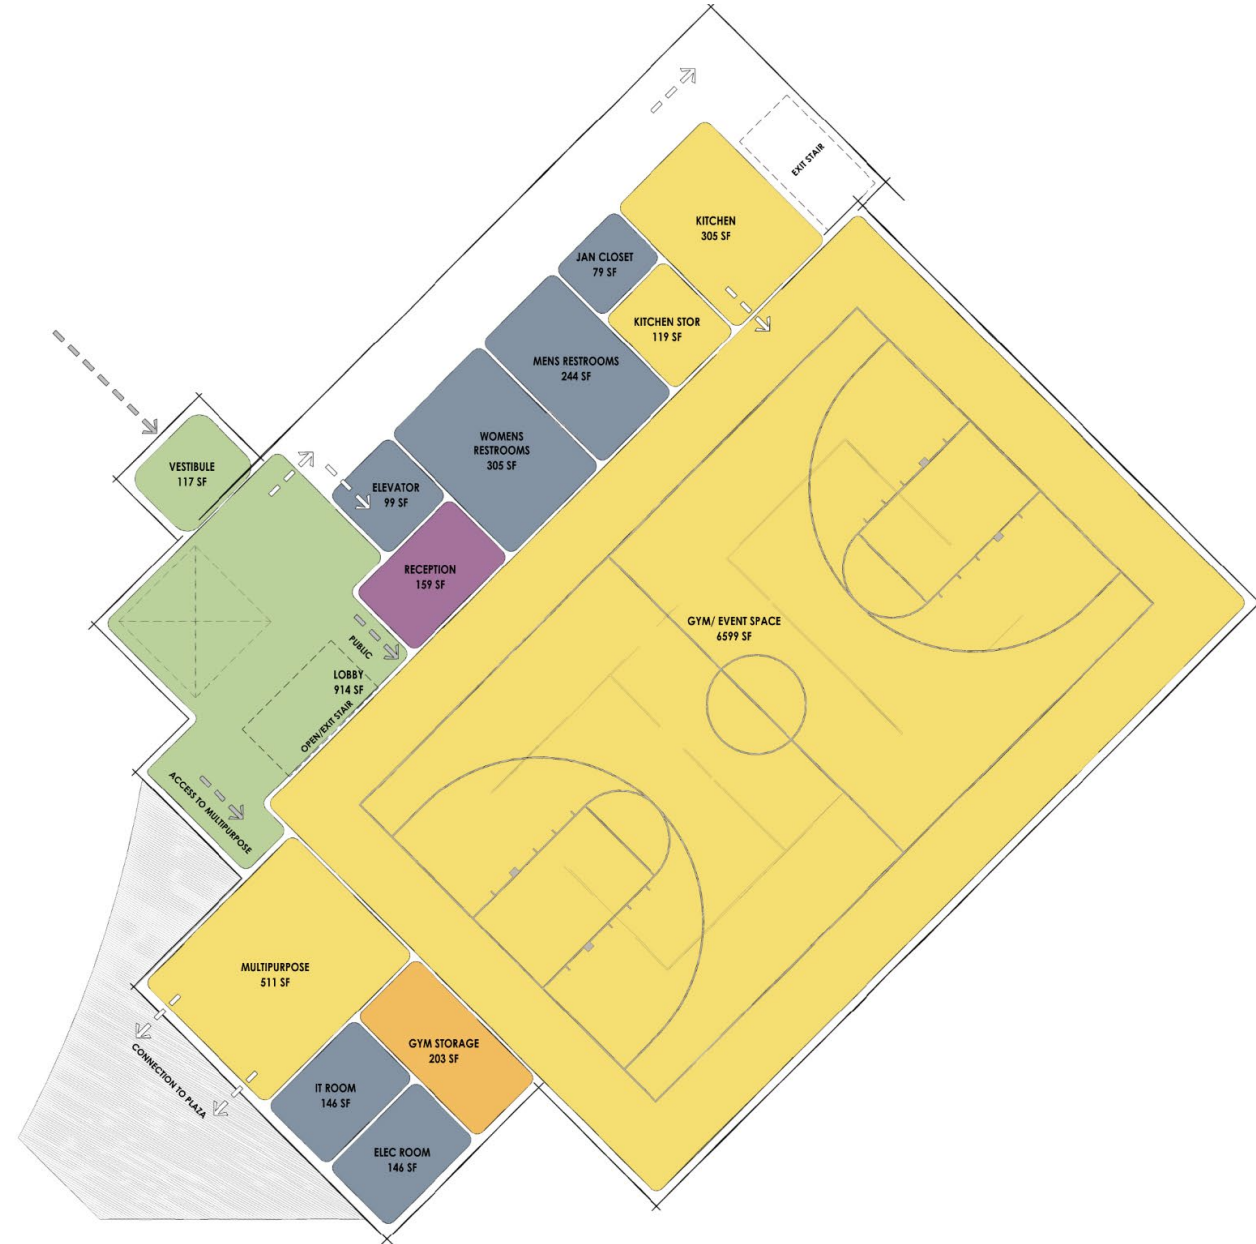 EXIT STAIR
KITCHEN
305 SF
JAN CLOSET
79 SF
KITCHEN STOR
119 SF
MENS RESTROOMS
244 SF
WOMENS
RESTROOMS
305 SF
VESTIBULE
117 SF
ELEVATOR
99 SF
RECEPTION
159 SF
GYM/ EVENT SPACE
6599 SF
PUBLIC
LOBBY
914 SF
OPEN/EXIT STAIR
ACCESS TO MULTIPURPOSE
MULTIPURPOSE
511 SF
GYM STORAGE
203 SF
CONNECTION TO PLAZA
IT ROOM
146 SF
ELEC ROOM
146 SF